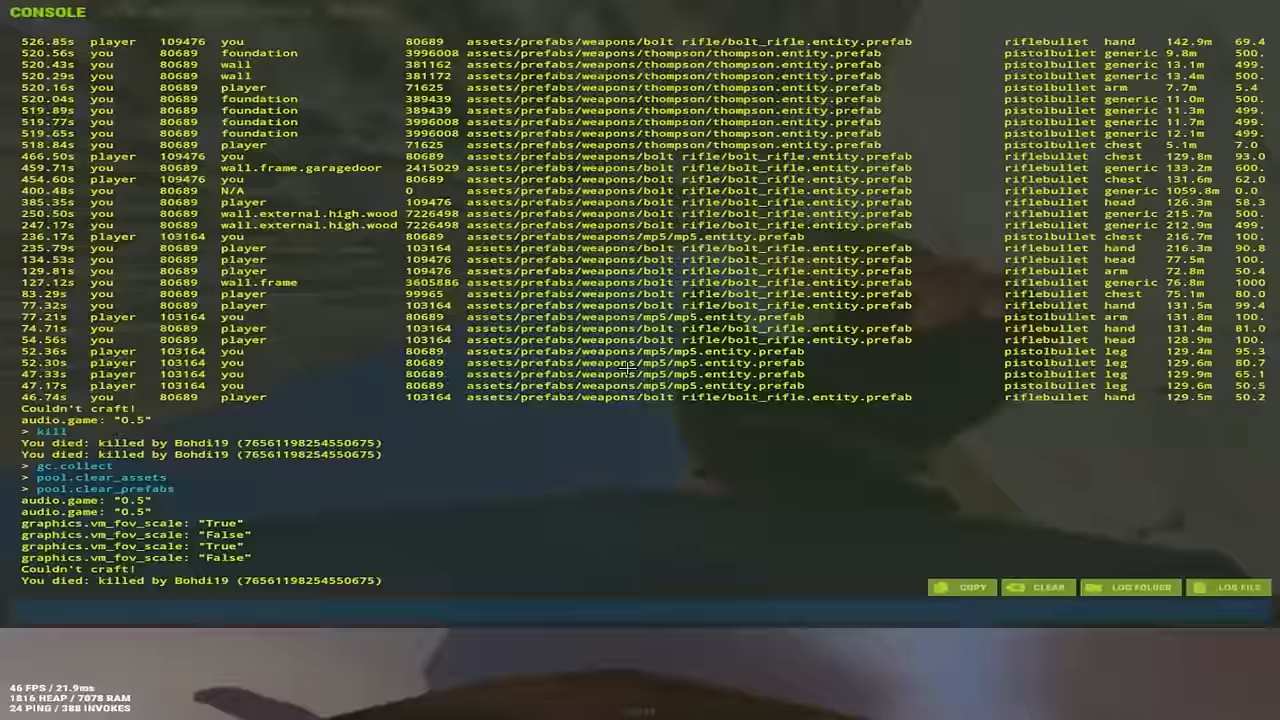 CONSOLE
526.85s player 109476 you 80689 assets/prefabs/weapons/bolt rifle/bolt_rifle.entity.prefab riflebullet hand 142.9m 69.4
520.56s you 80689 foundation 3996008 assets/prefabs/weapons/thompson/thompson.entity.prefab pistolbullet generic 9.8m 500.
520.43s you 80689 wall 381162 assets/prefabs/weapons/thompson/thompson.entity.prefab pistolbullet generic 13.1m 499.
520.29s you 80689 wall 381172 assets/prefabs/weapons/thompson/thompson.entity.prefab pistolbullet generic 13.4m 500.
520.16s you 80689 player 71625 assets/prefabs/weapons/thompson/thompson.entity.prefab pistolbullet arm 7.7m 5.4
520.04s you 80689 foundation 389439 assets/prefabs/weapons/thompson/thompson.entity.prefab pistolbullet generic 11.0m 500.
519.89s you 80689 foundation 389439 assets/prefabs/weapons/thompson/thompson.entity.prefab pistolbullet generic 11.3m 499.
519.77s you 80689 foundation 3996008 assets/prefabs/weapons/thompson/thompson.entity.prefab pistolbullet generic 11.7m 499.
519.65s you 80689 foundation 3996008 assets/prefabs/weapons/thompson/thompson.entity.prefab pistolbullet generic 12.1m 499.
518.84s you 80689 player 71625 assets/prefabs/weapons/thompson/thompson.entity.prefab pistolbullet chest 5.1m 7.0
466.50s player 109476 you 80689 assets/prefabs/weapons/bolt rifle/bolt_rifle.entity.prefab riflebullet chest 129.8m 93.0
459.71s you 80689 wall.frame.garagedoor 2415029 assets/prefabs/weapons/bolt rifle/bolt_rifle.entity.prefab riflebullet generic 133.2m 600.
454.60s player 109476 you 80689 assets/prefabs/weapons/bolt rifle/bolt_rifle.entity.prefab riflebullet chest 131.6m 62.0
400.48s you 80689 N/A 0 assets/prefabs/weapons/bolt rifle/bolt_rifle.entity.prefab riflebullet generic 1059.8m 0.0
385.35s you 80689 player 109476 assets/prefabs/weapons/bolt rifle/bolt_rifle.entity.prefab riflebullet head 126.3m 58.3
250.50s you 80689 wall.external.high.wood 7226498 assets/prefabs/weapons/bolt rifle/bolt_rifle.entity.prefab riflebullet generic 215.7m 500.
247.17s you 80689 wall.external.high.wood 7226498 assets/prefabs/weapons/bolt rifle/bolt_rifle.entity.prefab riflebullet generic 212.9m 499.
236.17s player 103164 you 80689 assets/prefabs/weapons/mp5/mp5.entity.prefab pistolbullet chest 216.7m 100.
235.79s you 80689 player 103164 assets/prefabs/weapons/bolt rifle/bolt_rifle.entity.prefab riflebullet hand 216.3m 90.8
134.53s you 80689 player 109476 assets/prefabs/weapons/bolt rifle/bolt_rifle.entity.prefab riflebullet head 77.5m 100.
129.81s you 80689 player 109476 assets/prefabs/weapons/bolt rifle/bolt_rifle.entity.prefab riflebullet arm 72.8m 50.4
127.12s you 80689 wall.frame 3605886 assets/prefabs/weapons/bolt rifle/bolt_rifle.entity.prefab riflebullet generic 76.8m 1000
83.29s you 80689 player 99965 assets/prefabs/weapons/bolt rifle/bolt_rifle.entity.prefab riflebullet chest 75.1m 80.0
77.32s you 80689 player 103164 assets/prefabs/weapons/bolt rifle/bolt_rifle.entity.prefab riflebullet hand 131.5m 99.4
77.21s player 103164 you 80689 assets/prefabs/weapons/mp5/mp5.entity.prefab pistolbullet arm 131.8m 100.
74.71s you 80689 player 103164 assets/prefabs/weapons/bolt rifle/bolt_rifle.entity.prefab riflebullet hand 131.4m 81.0
54.56s you 80689 player 103164 assets/prefabs/weapons/bolt rifle/bolt_rifle.entity.prefab riflebullet head 128.9m 100.
52.36s player 103164 you 80689 assets/prefabs/weapons/mp5/mp5.entity.prefab pistolbullet leg 129.4m 95.3
52.30s player 103164 you 80689 assets/prefabs/weapons/mp5/mp5.entity.prefab pistolbullet leg 129.6m 80.7
47.33s player 103164 you 80689 assets/prefabs/weapons/mp5/mp5.entity.prefab pistolbullet leg 129.9m 65.1
47.17s player 103164 you 80689 assets/prefabs/weapons/mp5/mp5.entity.prefab pistolbullet leg 129.6m 50.5
46.74s you 80689 player 103164 assets/prefabs/weapons/bolt rifle/bolt_rifle.entity.prefab riflebullet hand 129.5m 50.2
Couldn't craft!
audio.game: "0.5"
> kill
You died: killed by Bohdi19 (76561198254550675)
You died: killed by Bohdi19 (76561198254550675)
> gc.collect
> pool.clear_assets
> pool.clear_prefabs
audio.game: "0.5"
audio.game: "0.5"
graphics.vm_fov_scale: "True"
graphics.vm_fov_scale: "False"
graphics.vm_fov_scale: "True"
graphics.vm_fov_scale: "False"
Couldn't craft!
You died: killed by Bohdi19 (76561198254550675)
COPY CLEAR LOG FOLDER LOG FILE
46 FPS / 21.9ms
1816 HEAP / 7078 RAM
24 PING / 388 INVOKES